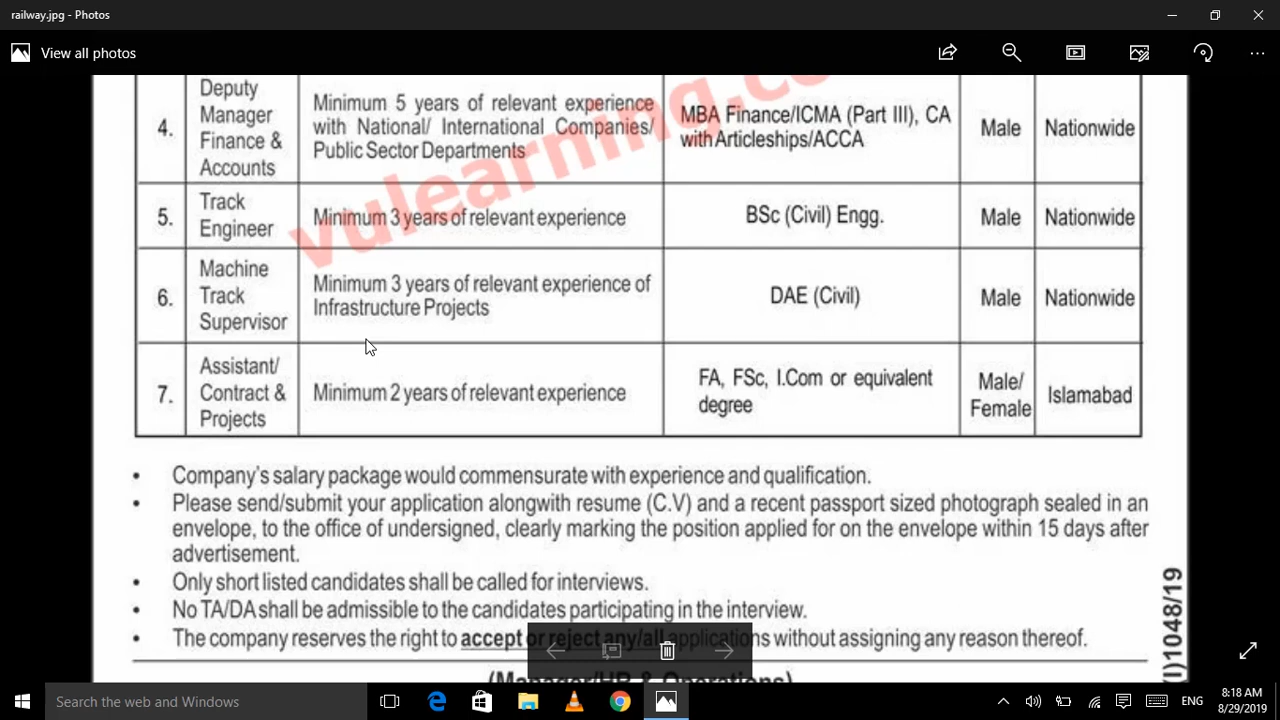 railway.jpg - Photos
View all photos
4.
Deputy
Manager
Finance &
Accounts
Minimum 5 years of relevant experience
with National/ International Companies/
Public Sector Departments
MBA Finance/ICMA (Part III), CA
with Articleships/ACCA
Male
Nationwide
5.
Track
Engineer
Minimum 3 years of relevant experience
BSc (Civil) Engg.
Male
Nationwide
6.
Machine
Track
Supervisor
Minimum 3 years of relevant experience of
Infrastructure Projects
DAE (Civil)
Male
Nationwide
7.
Assistant/
Contract &
Projects
Minimum 2 years of relevant experience
FA, FSc, I.Com or equivalent
degree
Male/
Female
Islamabad
vulearning.co
• Company's salary package would commensurate with experience and qualification.
• Please send/submit your application alongwith resume (C.V) and a recent passport sized photograph sealed in an
envelope, to the office of undersigned, clearly marking the position applied for on the envelope within 15 days after
advertisement.
• Only short listed candidates shall be called for interviews.
• No TA/DA shall be admissible to the candidates participating in the interview.
• The company reserves the right to accept or reject any/all applications without assigning any reason thereof.
(Manager/HR & Operations)
(I)1048/19
Search the web and Windows
ENG
8:18 AM
8/29/2019